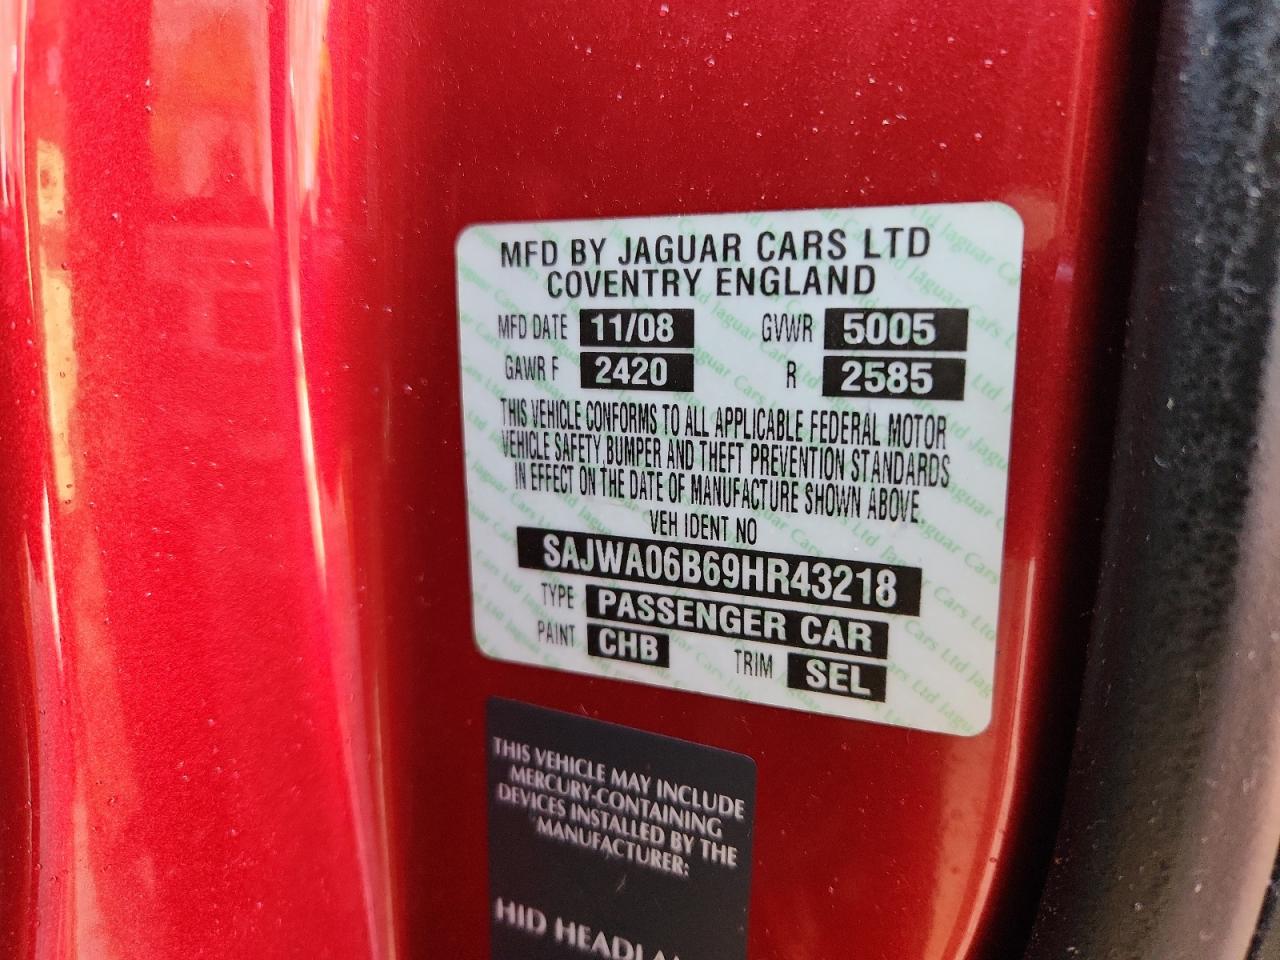 MFD BY JAGUAR CARS LTD
COVENTRY ENGLAND
MFD DATE 11/08 GVWR 5005
GAWR F 2420 R 2585
THIS VEHICLE CONFORMS TO ALL APPLICABLE FEDERAL MOTOR
VEHICLE SAFETY,BUMPER AND THEFT PREVENTION STANDARDS
IN EFFECT ON THE DATE OF MANUFACTURE SHOWN ABOVE.
VEH IDENT NO
SAJWA06B69HR43218
TYPE PASSENGER CAR
PAINT CHB TRIM SEL
THIS VEHICLE MAY INCLUDE
MERCURY-CONTAINING
DEVICES INSTALLED BY THE
MANUFACTURER:
HID